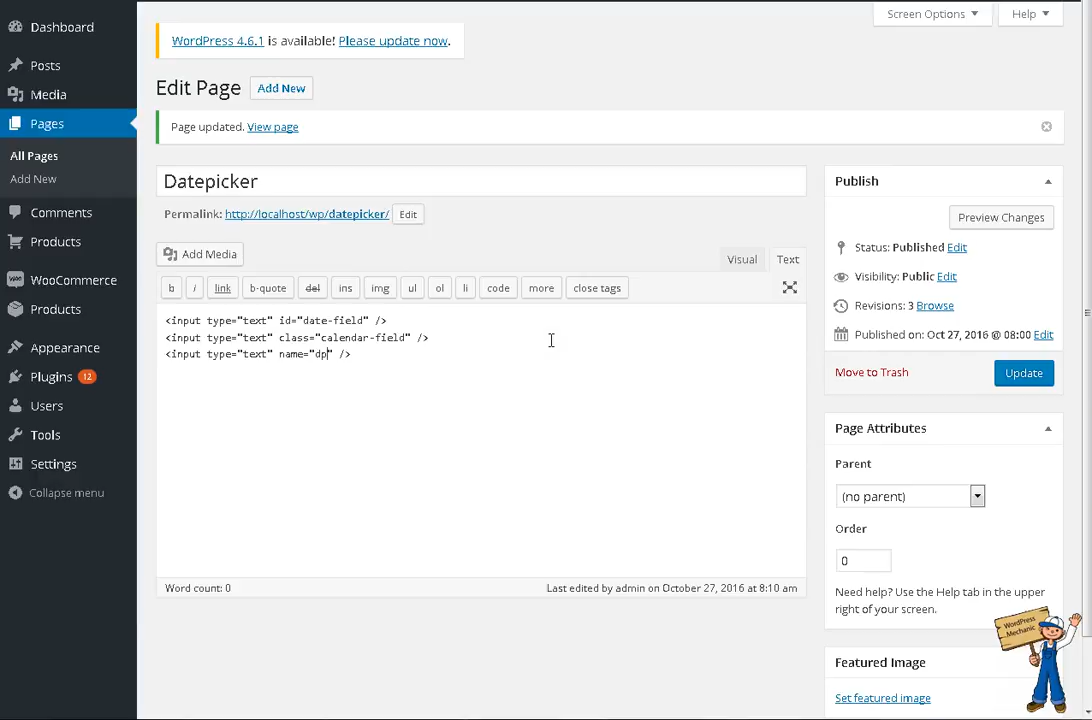 Dashboard
Posts
Media
Pages
All Pages
Add New
Comments
Products
WooCommerce
Products
Appearance
Plugins 12
Users
Tools
Settings
Collapse menu
Screen Options
Help
WordPress 4.6.1 is available! Please update now.
Edit Page Add New
Page updated. View page
Datepicker
Permalink: http://localhost/wp/datepicker/ Edit
Add Media
Visual Text
b i link b-quote del ins img ul ol li code more close tags
<input type="text" id="date-field" />
<input type="text" class="calendar-field" />
<input type="text" name="dp" />
Word count: 0
Last edited by admin on October 27, 2016 at 8:10 am
Publish
Preview Changes
Status: Published Edit
Visibility: Public Edit
Revisions: 3 Browse
Published on: Oct 27, 2016 @ 08:00 Edit
Move to Trash
Update
Page Attributes
Parent
(no parent)
Order
0
Need help? Use the Help tab in the upper
right of your screen.
WordPress
Mechanic
Featured Image
Set featured image